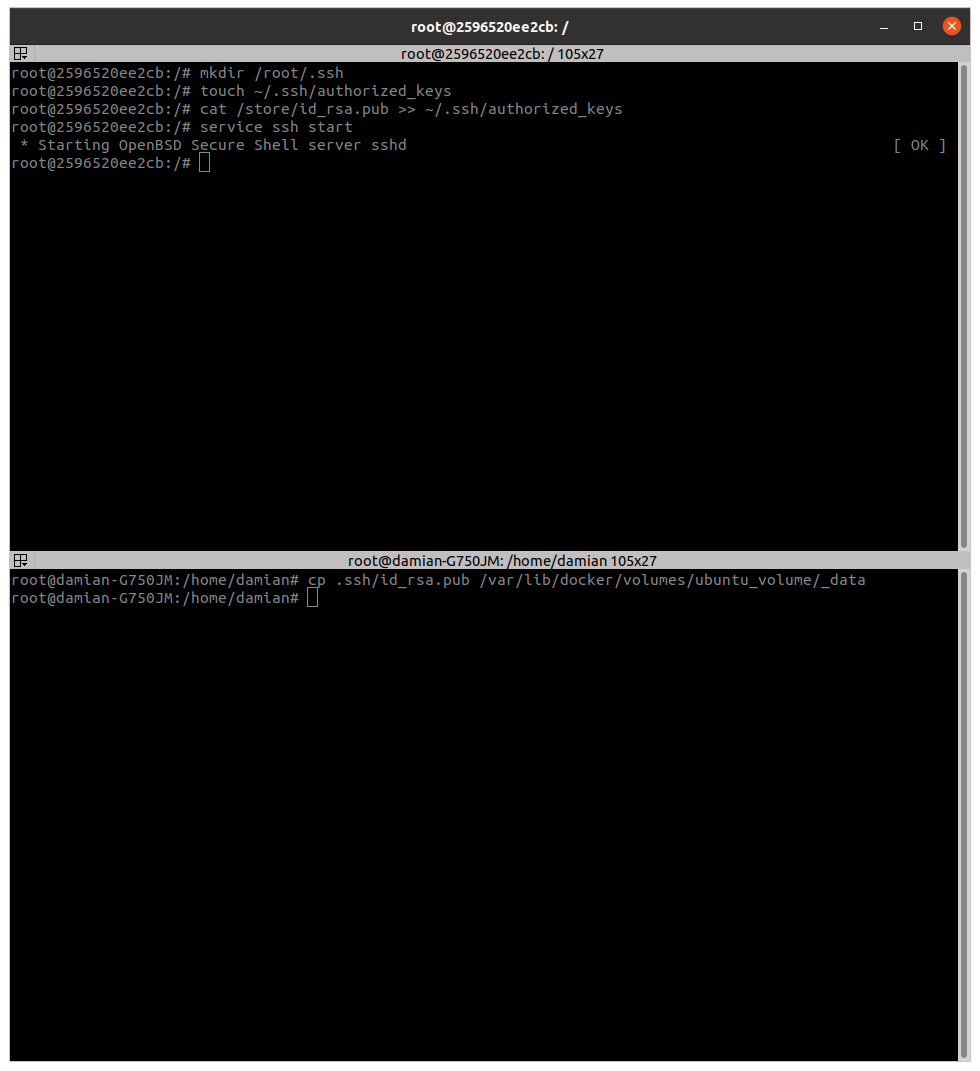 root@2596520ee2cb: /
root@2596520ee2cb: / 105x27
root@2596520ee2cb:/# mkdir /root/.ssh
root@2596520ee2cb:/# touch ~/.ssh/authorized_keys
root@2596520ee2cb:/# cat /store/id_rsa.pub >> ~/.ssh/authorized_keys
root@2596520ee2cb:/# service ssh start
 * Starting OpenBSD Secure Shell server sshd [ OK ]
root@2596520ee2cb:/#
root@damian-G750JM: /home/damian 105x27
root@damian-G750JM:/home/damian# cp .ssh/id_rsa.pub /var/lib/docker/volumes/ubuntu_volume/_data
root@damian-G750JM:/home/damian#